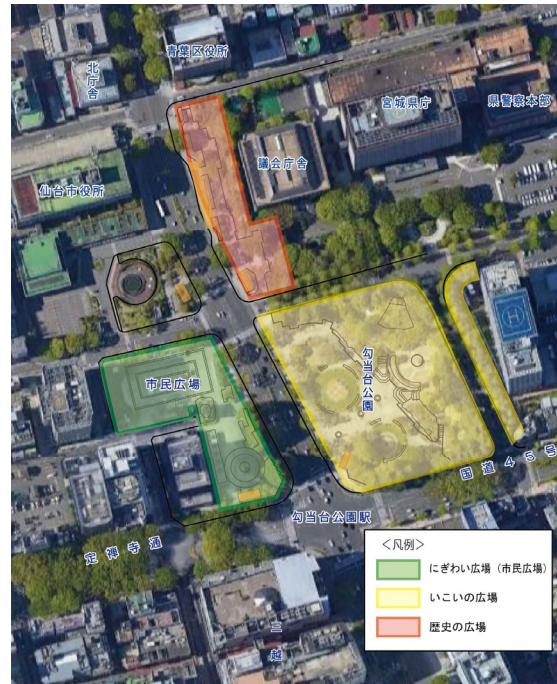 青葉区役所
北庁舎
宮城県庁
県警察本部
議会庁舎
仙台市役所
市民広場
勾当台公園
国道45号
勾当台公園駅
定禅寺通
三越
＜凡例＞
にぎわい広場（市民広場）
いこいの広場
歴史の広場
H